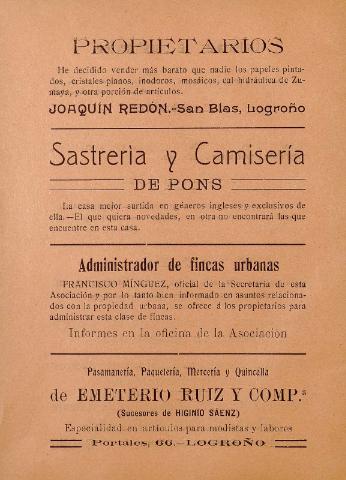 PROPIETARIOS
He decidido vender más barato que nadie los papeles pinta-
dos, cristales planos, inodoros, mosáicos, cal hidráulica de Zu-
maya, y otra porción de artículos.
JOAQUÍN REDÓN.-San Blas, Logroño
Sastrería y Camisería
DE PONS
La casa mejor surtida en géneros ingleses y exclusivos de
ella.—El que quiera novedades, en otra no encontrará las que
encuentre en esta casa.
Administrador de fincas urbanas
FRANCISCO MÍNGUEZ, oficial de la Secretaría de esta
Asociación y por lo tanto bien informado en asuntos relaciona-
dos con la propiedad urbana, se ofrece á los propietarios para
administrar esta clase de fincas.
Informes en la oficina de la Asociación
Pasamanería, Paquetería, Mercería y Quincalla
de EMETERIO RUIZ Y COMP.ª
(Sucesores de HIGINIO SÁENZ)
Especialidad en artículos para modistas y labores
Portales, 66.—LOGROÑO